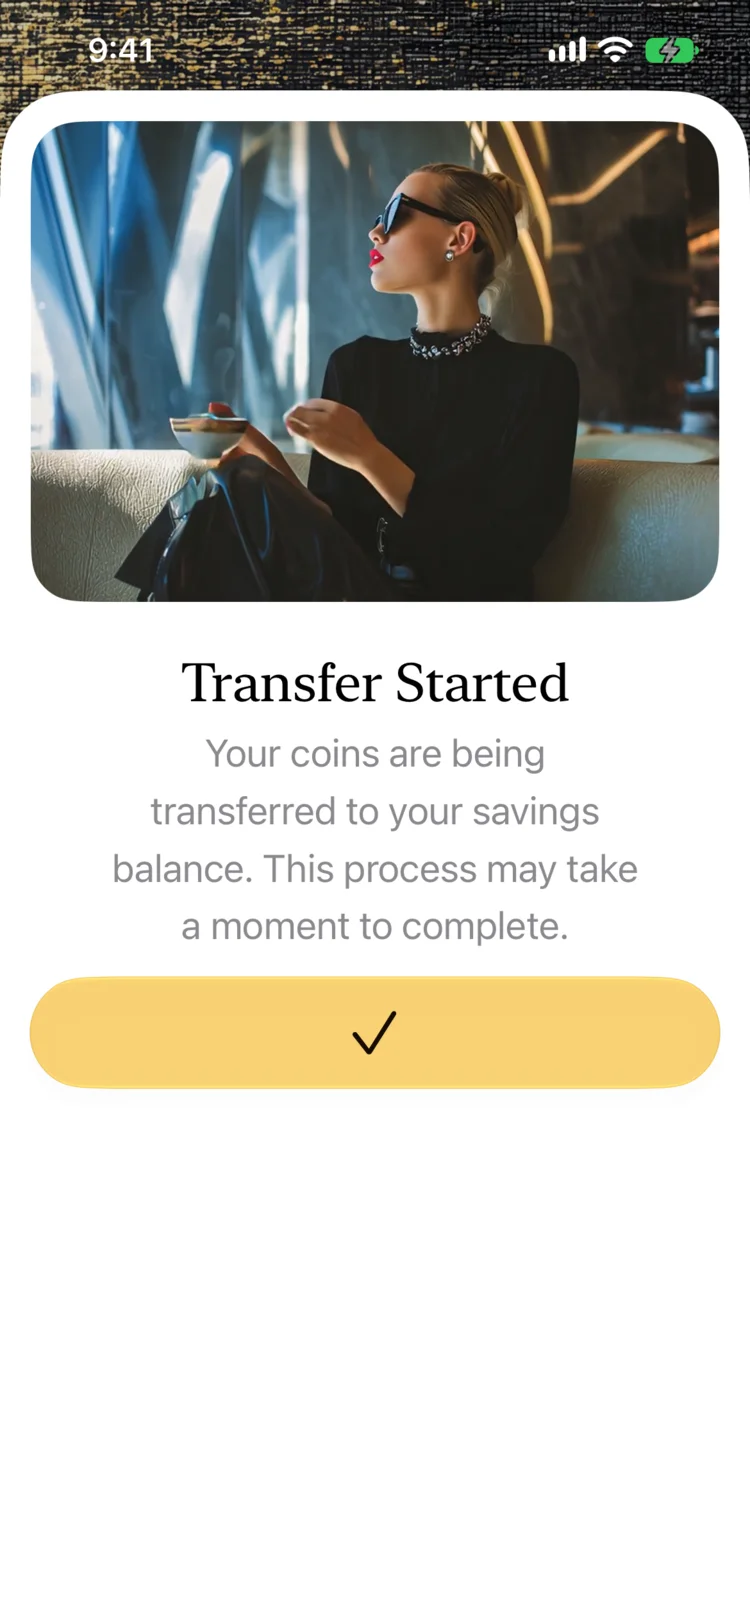 9:41
Transfer Started
Your coins are being
transferred to your savings
balance. This process may take
a moment to complete.